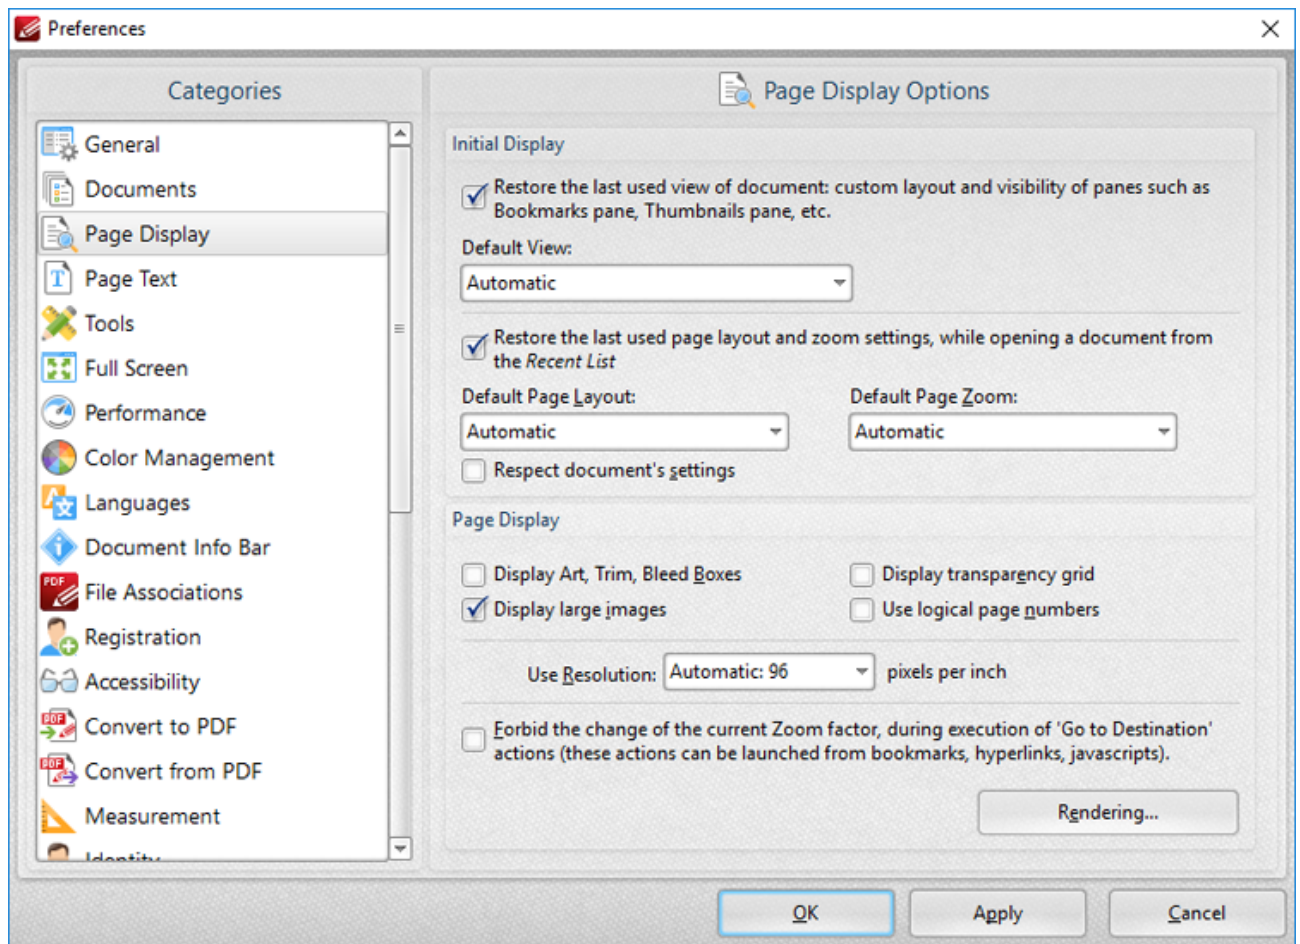 Preferences
Categories
General
Documents
Page Display
Page Text
Tools
Full Screen
Performance
Color Management
Languages
Document Info Bar
File Associations
Registration
Accessibility
Convert to PDF
Convert from PDF
Measurement
Identity
Page Display Options
Initial Display
Restore the last used view of document: custom layout and visibility of panes such as
Bookmarks pane, Thumbnails pane, etc.
Default View:
Automatic
Restore the last used page layout and zoom settings, while opening a document from
the Recent List
Default Page Layout: Default Page Zoom:
Automatic Automatic
Respect document's settings
Page Display
Display Art, Trim, Bleed Boxes Display transparency grid
Display large images Use logical page numbers
Use Resolution: Automatic: 96 pixels per inch
Forbid the change of the current Zoom factor, during execution of 'Go to Destination'
actions (these actions can be launched from bookmarks, hyperlinks, javascripts).
Rendering...
OK Apply Cancel